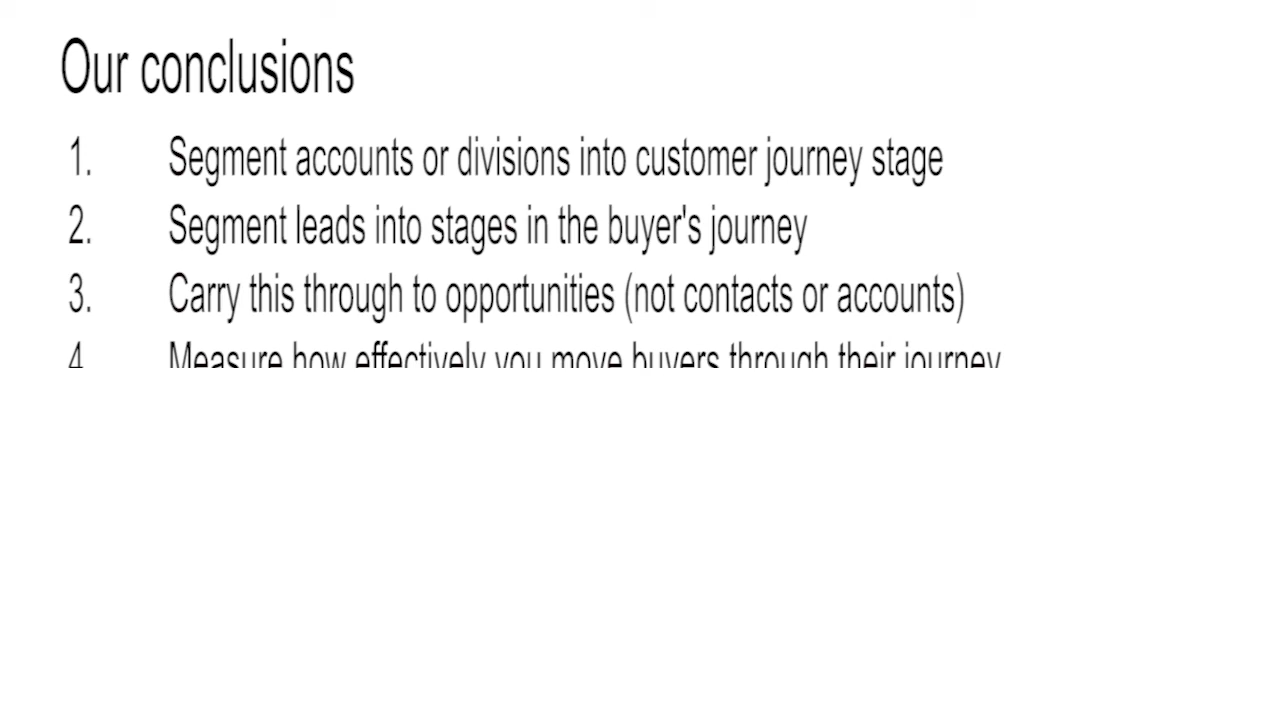 Our conclusions
1. Segment accounts or divisions into customer journey stage
2. Segment leads into stages in the buyer's journey
3. Carry this through to opportunities (not contacts or accounts)
4. Measure how effectively you move buyers through their journey